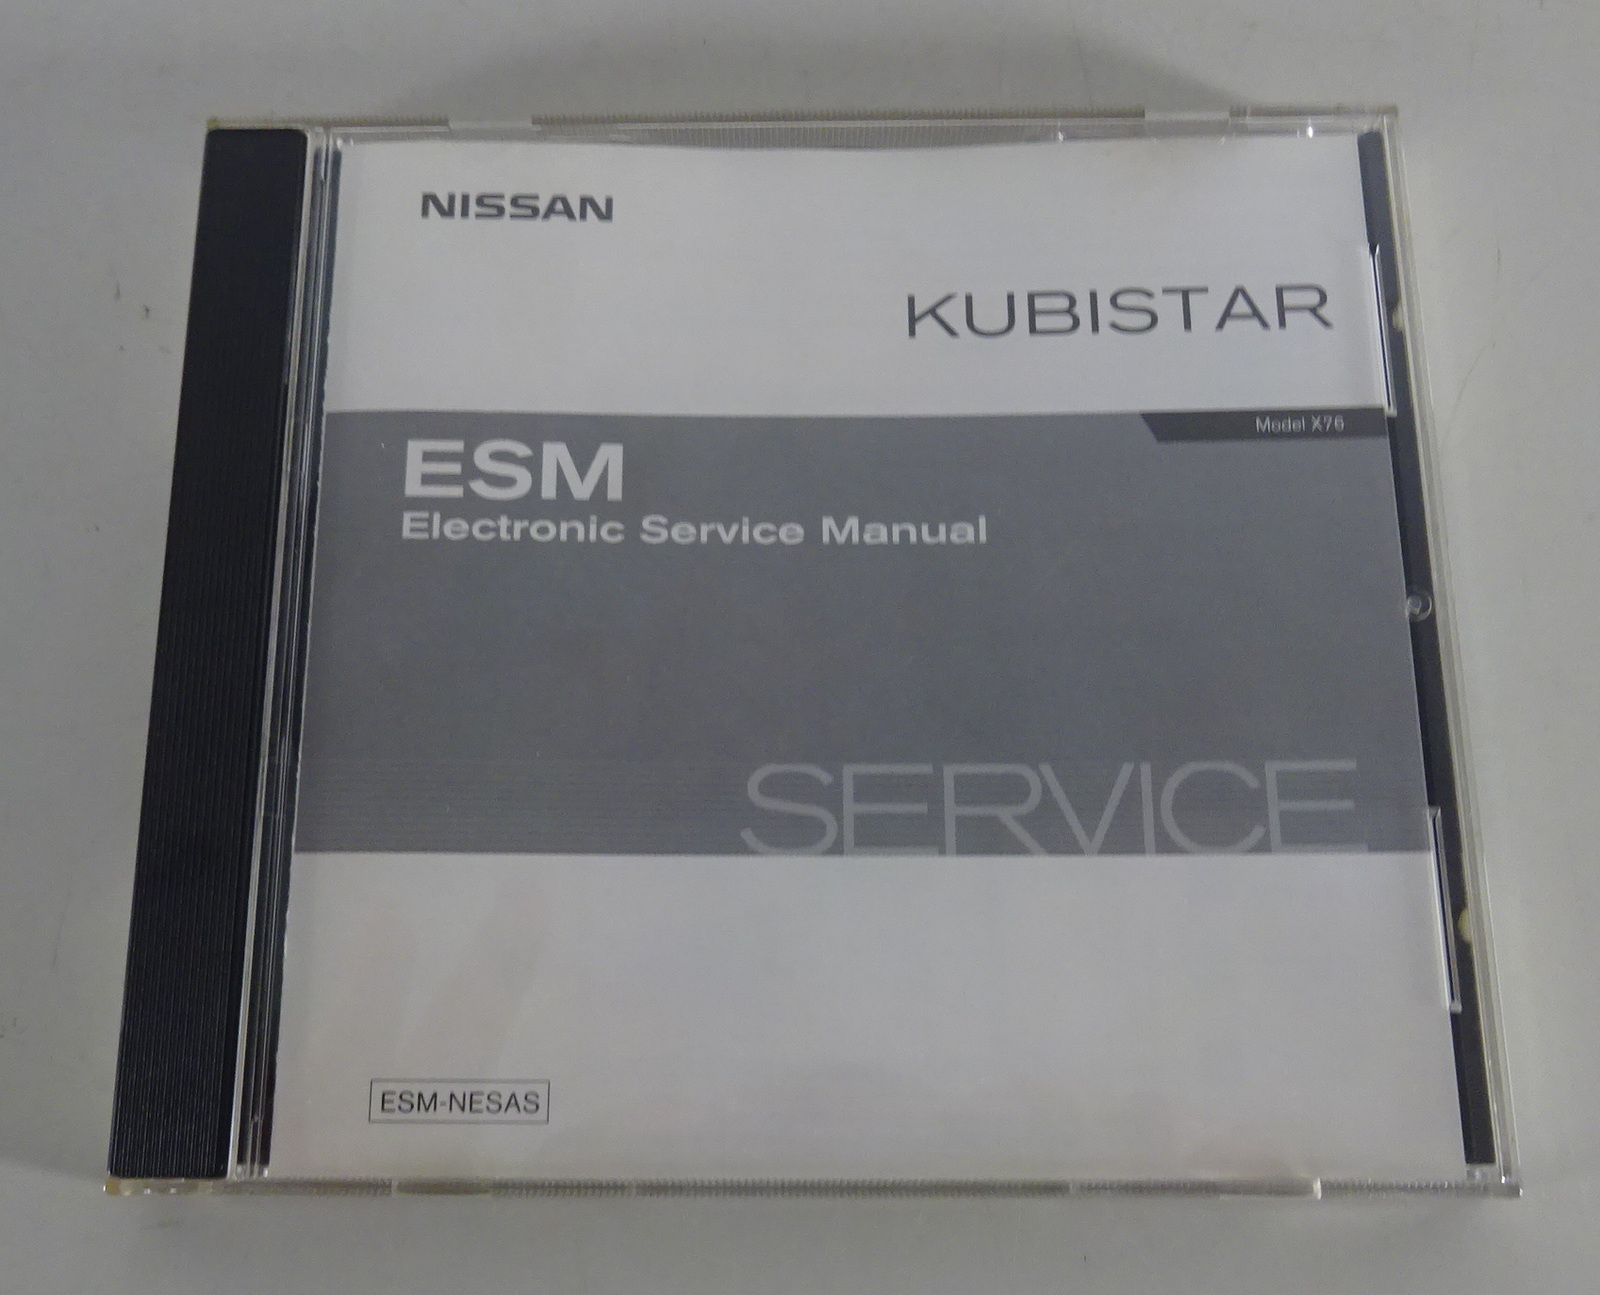 NISSAN
KUBISTAR
Model X76
ESM
Electronic Service Manual
SERVICE
ESM-NESAS